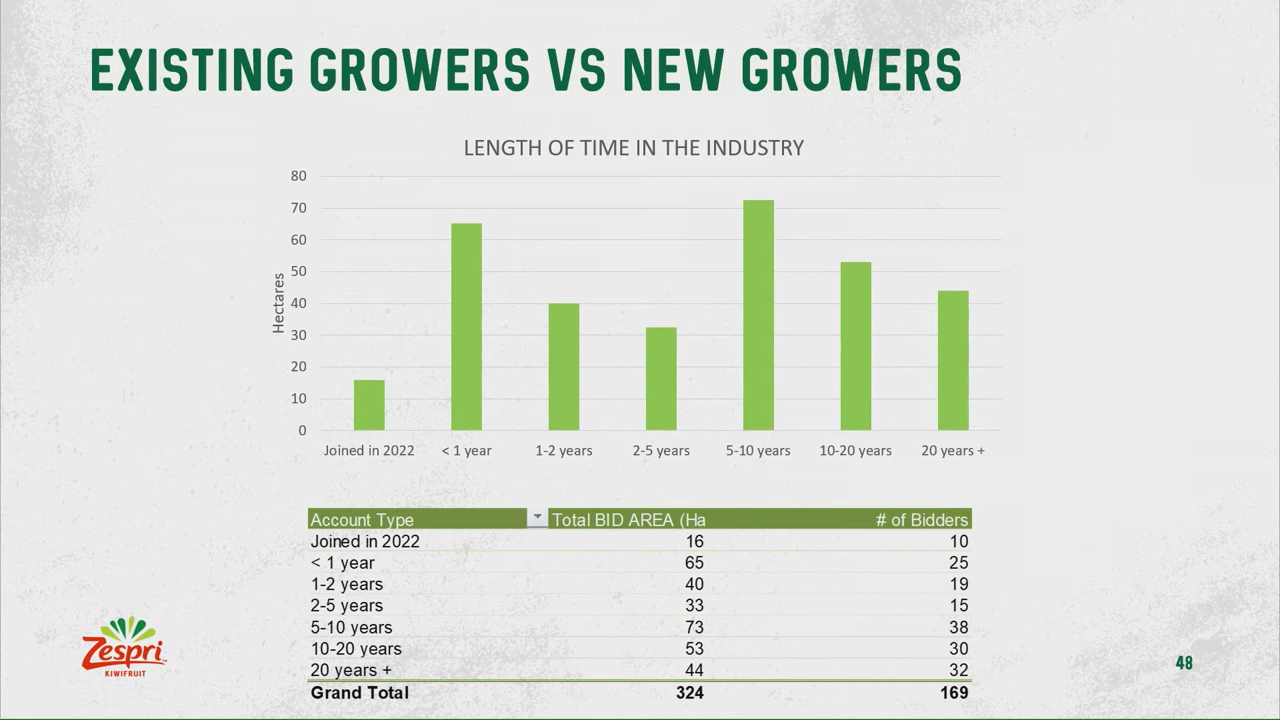 EXISTING GROWERS VS NEW GROWERS
LENGTH OF TIME IN THE INDUSTRY
80
70
60
50
40
30
20
10
0
Hectares
Joined in 2022 < 1 year 1-2 years 2-5 years 5-10 years 10-20 years 20 years +
Account Type Total BID AREA (Ha # of Bidders
Joined in 2022 16 10
< 1 year 65 25
1-2 years 40 19
2-5 years 33 15
5-10 years 73 38
10-20 years 53 30
20 years + 44 32
Grand Total 324 169
Zespri
KIWIFRUIT
48